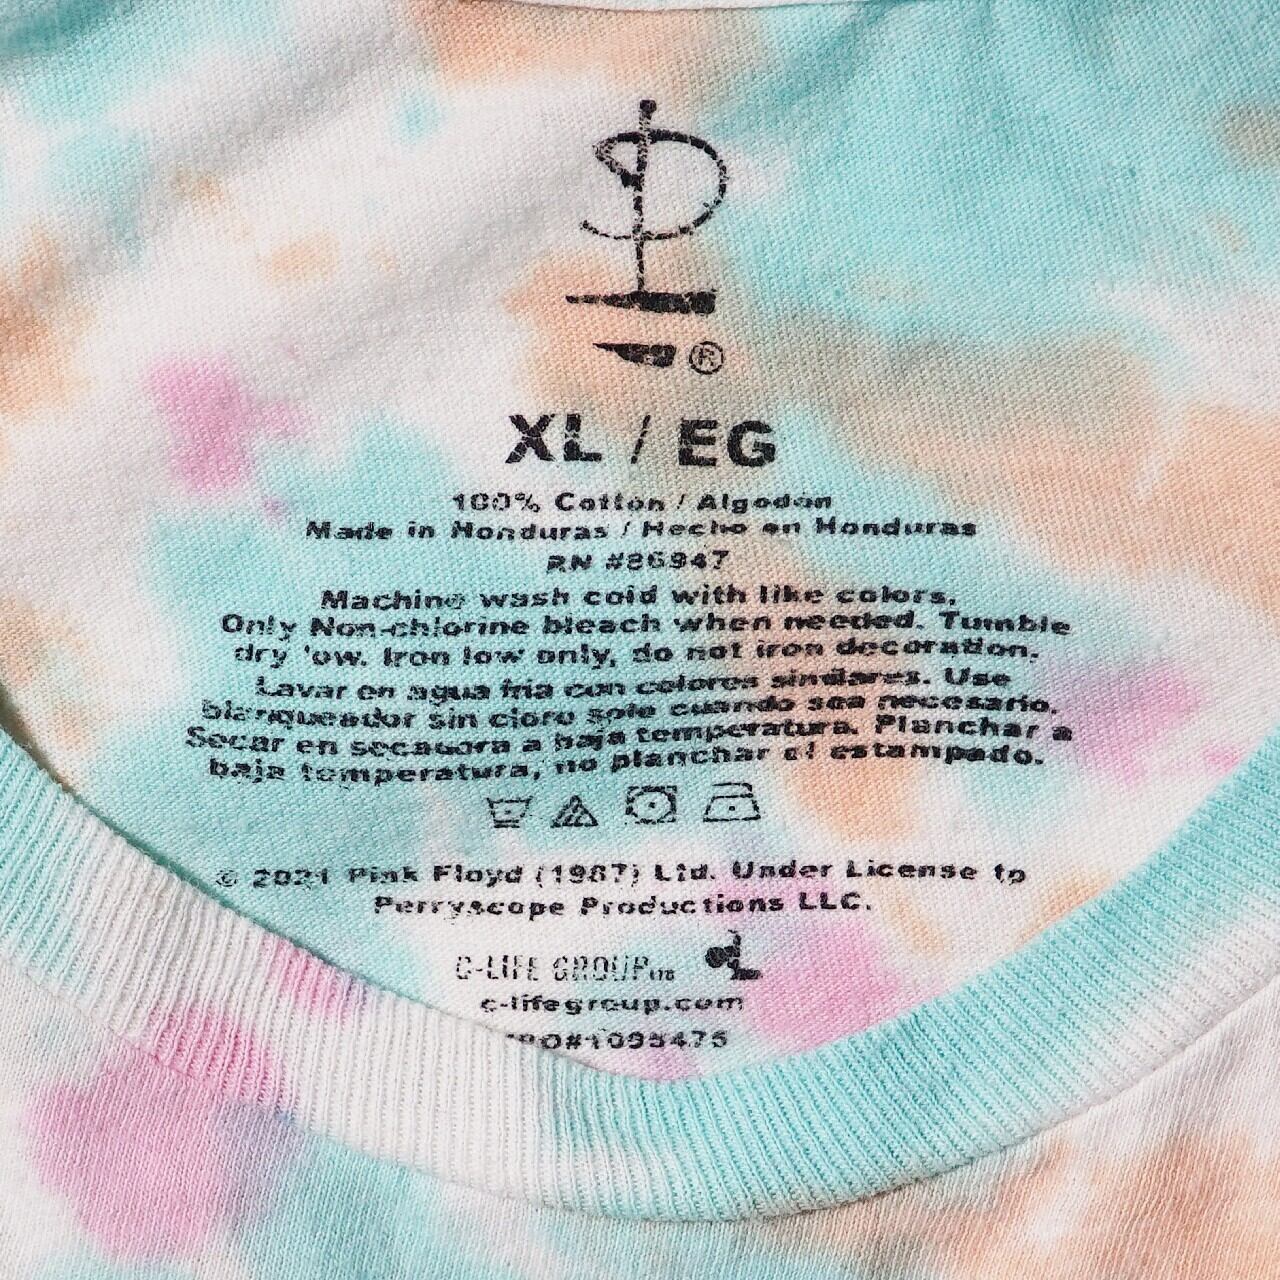 ®
XL / EG
100% Cotton / Algodón
Made in Honduras / Hecho en Honduras
RN #86947
Machine wash cold with like colors.
Only Non-chlorine bleach when needed. Tumble
dry low. Iron low only, do not iron decoration.
Lavar en agua fria con colores similares. Use
blanqueador sin cloro solo cuando sea necesario.
Secar en secadora a baja temperatura. Planchar a
baja temperatura, no planchar el estampado.
© 2021 Pink Floyd (1987) Ltd. Under License to
Perryscope Productions LLC.
C-LIFE GROUP LTD
c-lifegroup.com
PO#1095475